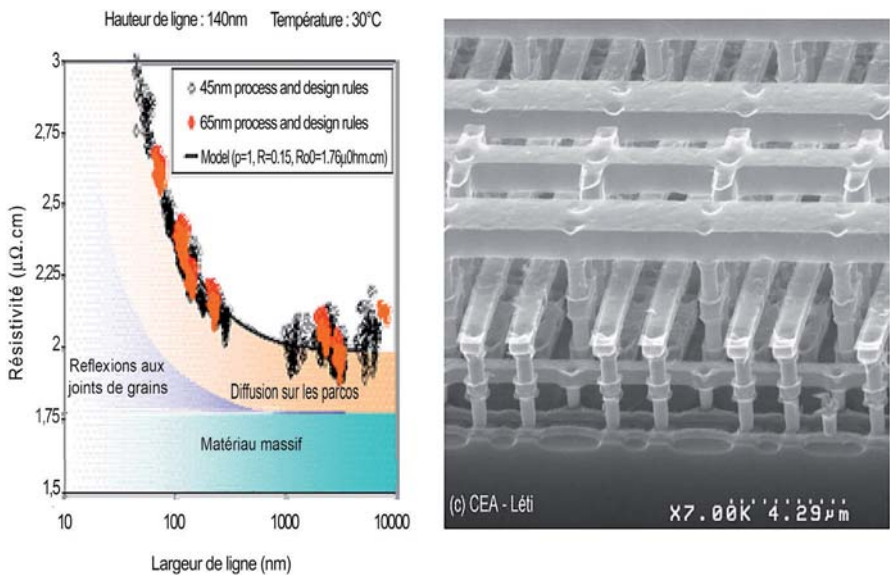 Hauteur de ligne : 140nm Température : 30°C
3
2,75
2,5
2,25
2
1,75
1,5
Résistivité (μΩ.cm)
45nm process and design rules
65nm process and design rules
Model (p=1, R=0.15, Ro0=1.76μ0hm.cm)
Reflexions aux
joints de grains
Diffusion sur les parcos
Matériau massif
10
100
1000
10000
Largeur de ligne (nm)
(c) CEA - Léti
X7.00K 4.29μm